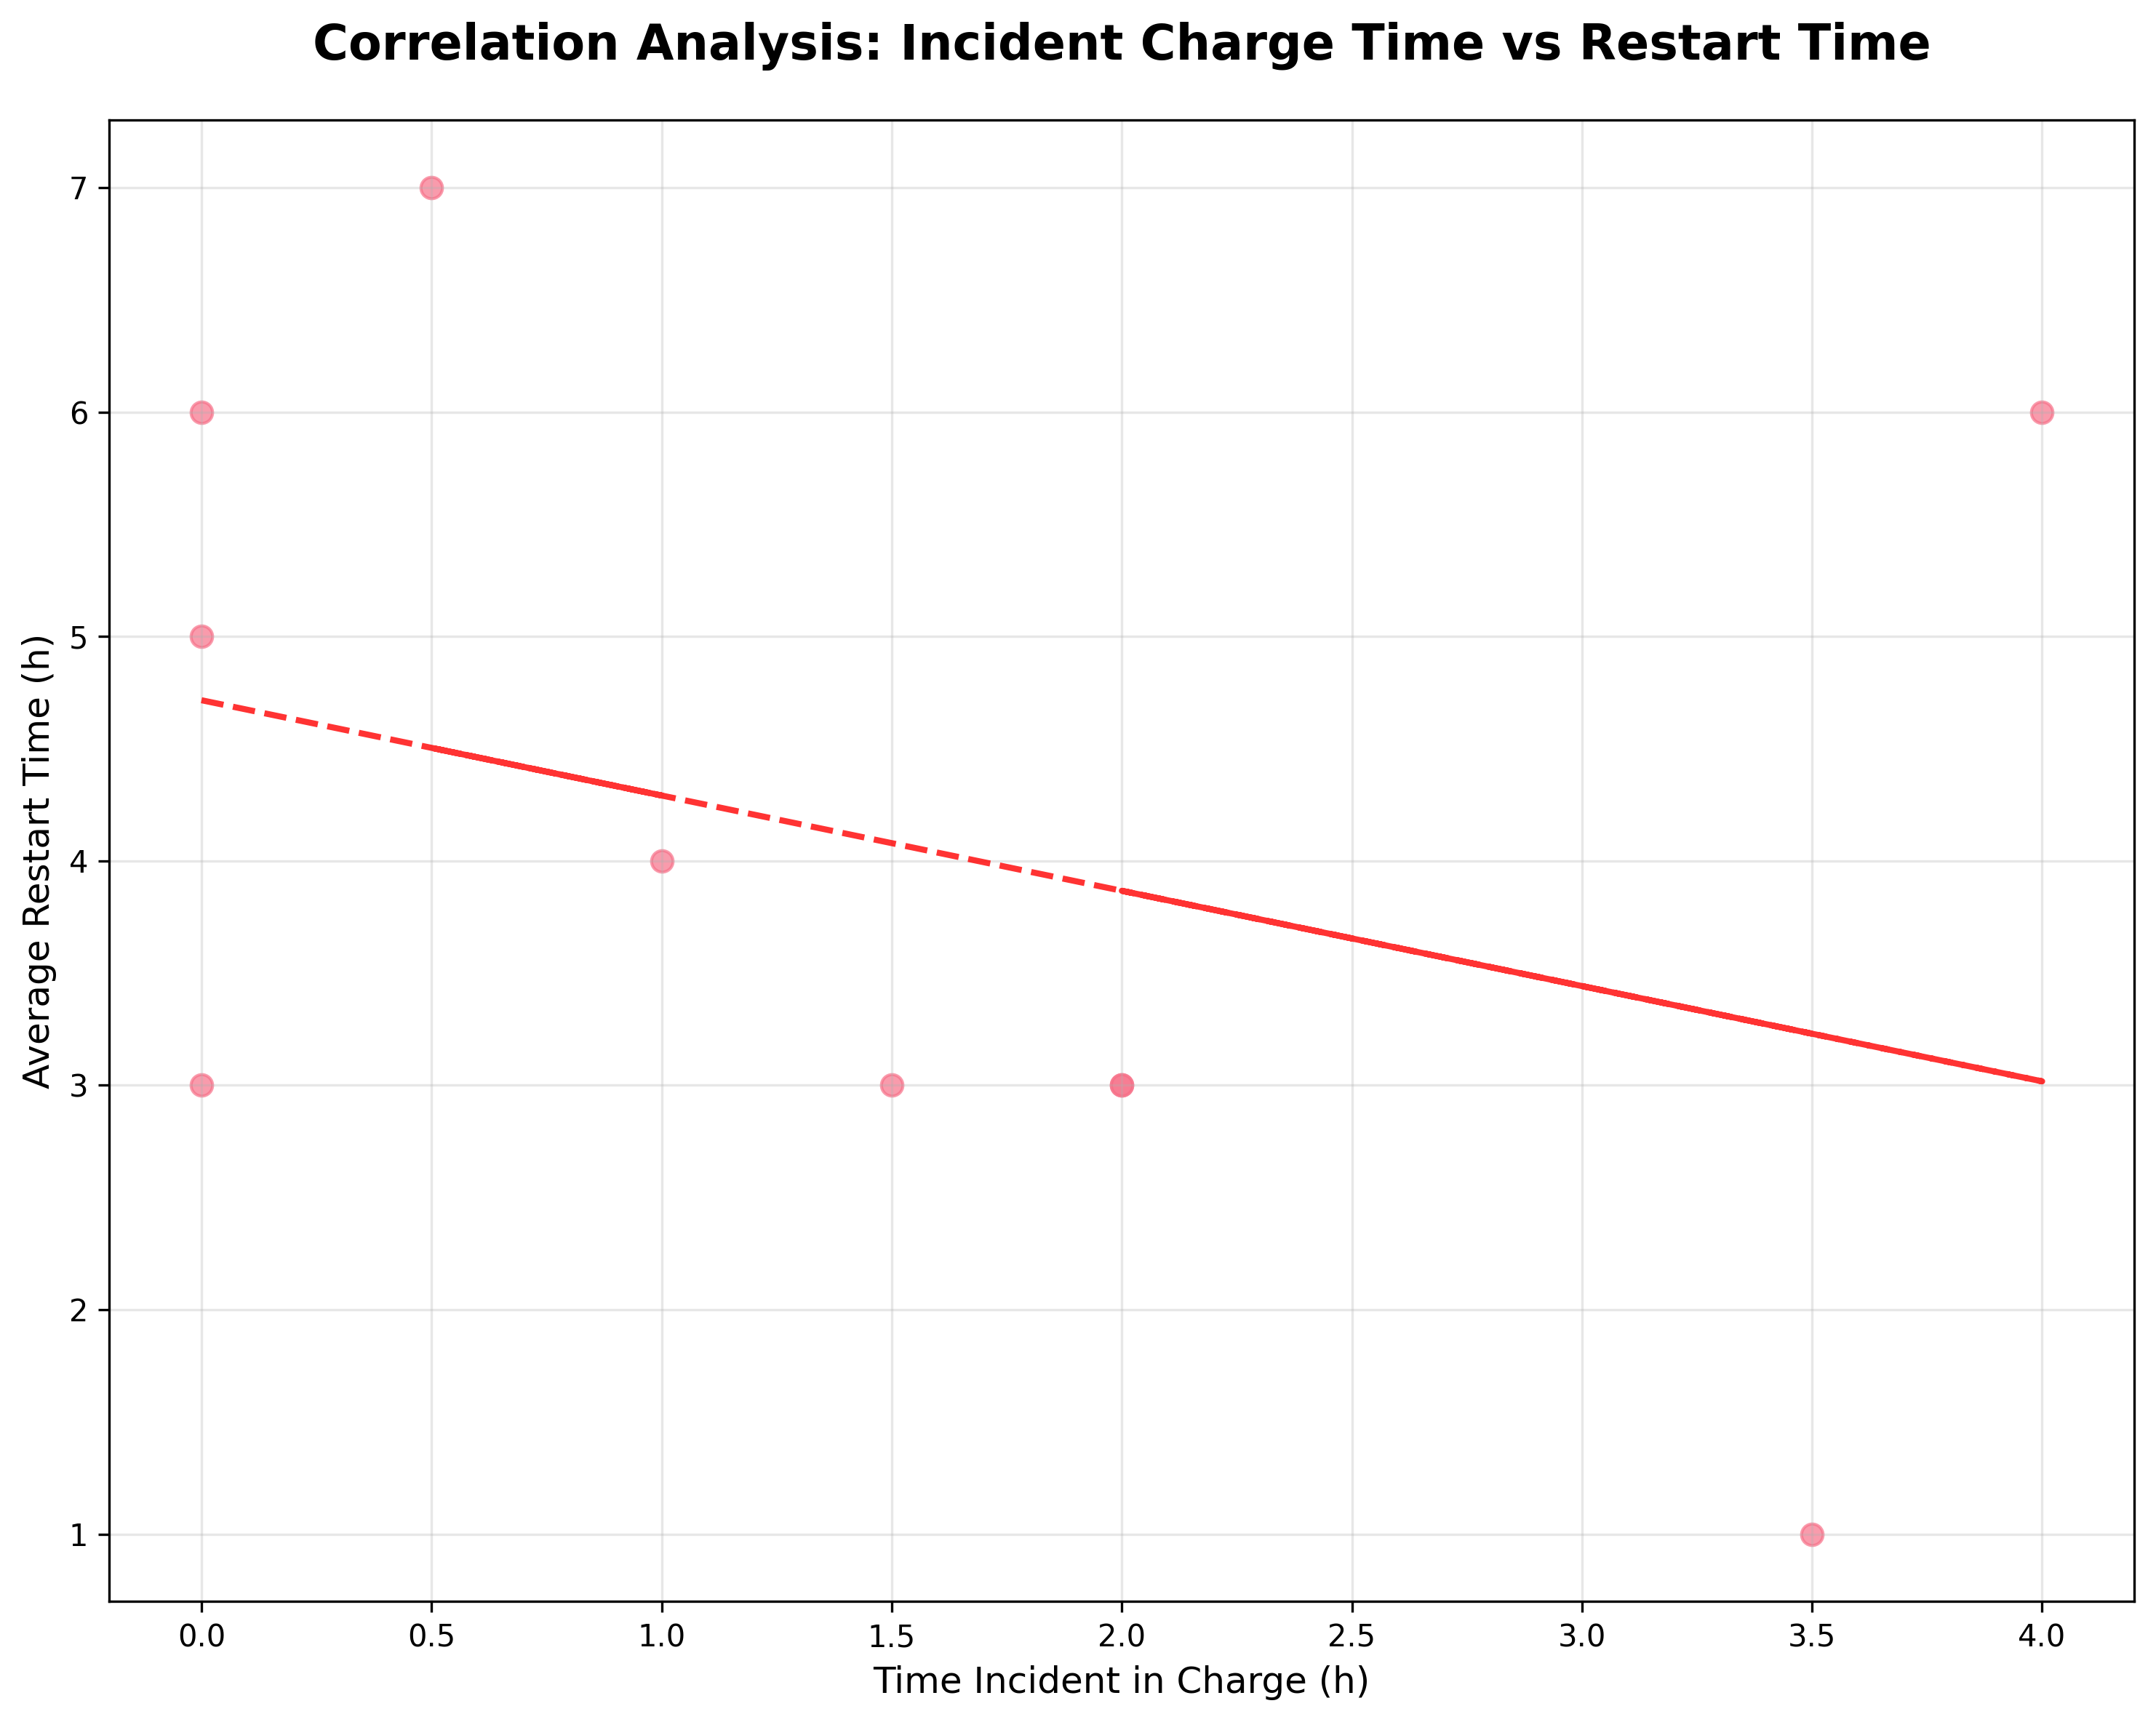 Correlation Analysis: Incident Charge Time vs Restart Time
7
6
5
4
3
2
1
Average Restart Time (h)
0.0 0.5 1.0 1.5 2.0 2.5 3.0 3.5 4.0
Time Incident in Charge (h)